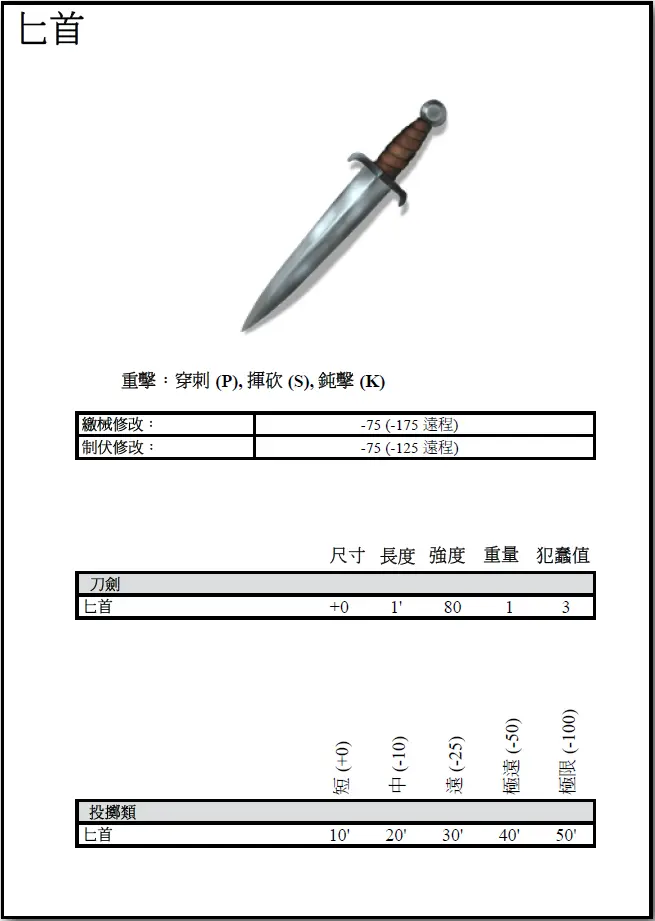 匕首
重擊：穿刺 (P), 揮砍 (S), 鈍擊 (K)
繳械修改： -75 (-175 遠程)
制伏修改： -75 (-125 遠程)
尺寸 長度 強度 重量 犯蠢值
刀劍
匕首 +0 1' 80 1 3
短 (+0) 中 (-10) 遠 (-25) 極遠 (-50) 極限 (-100)
投擲類
匕首 10' 20' 30' 40' 50'